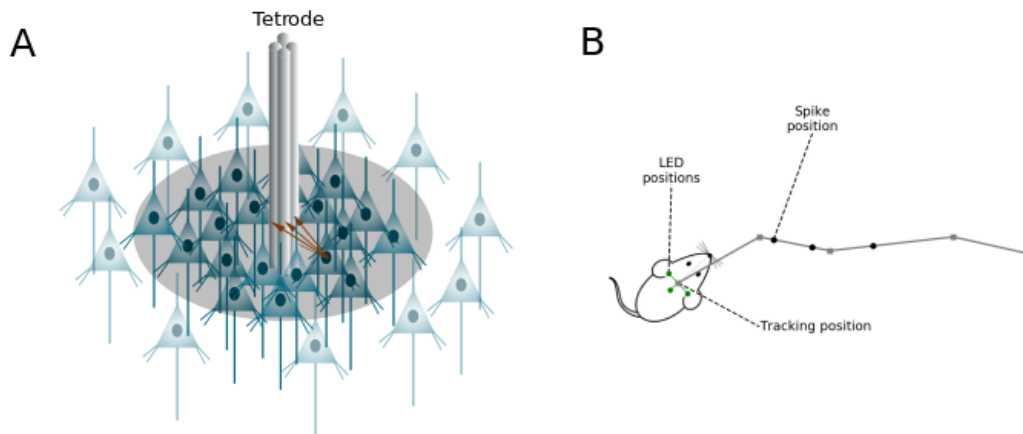 A
Tetrode
B
Spike
position
LED
positions
Tracking position